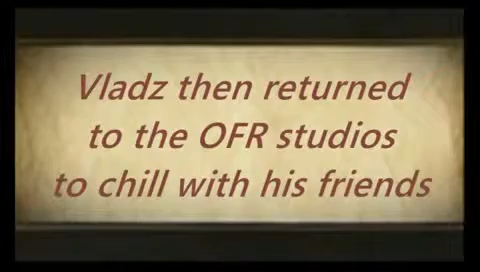 Vladz then returned
to the OFR studios
to chill with his friends